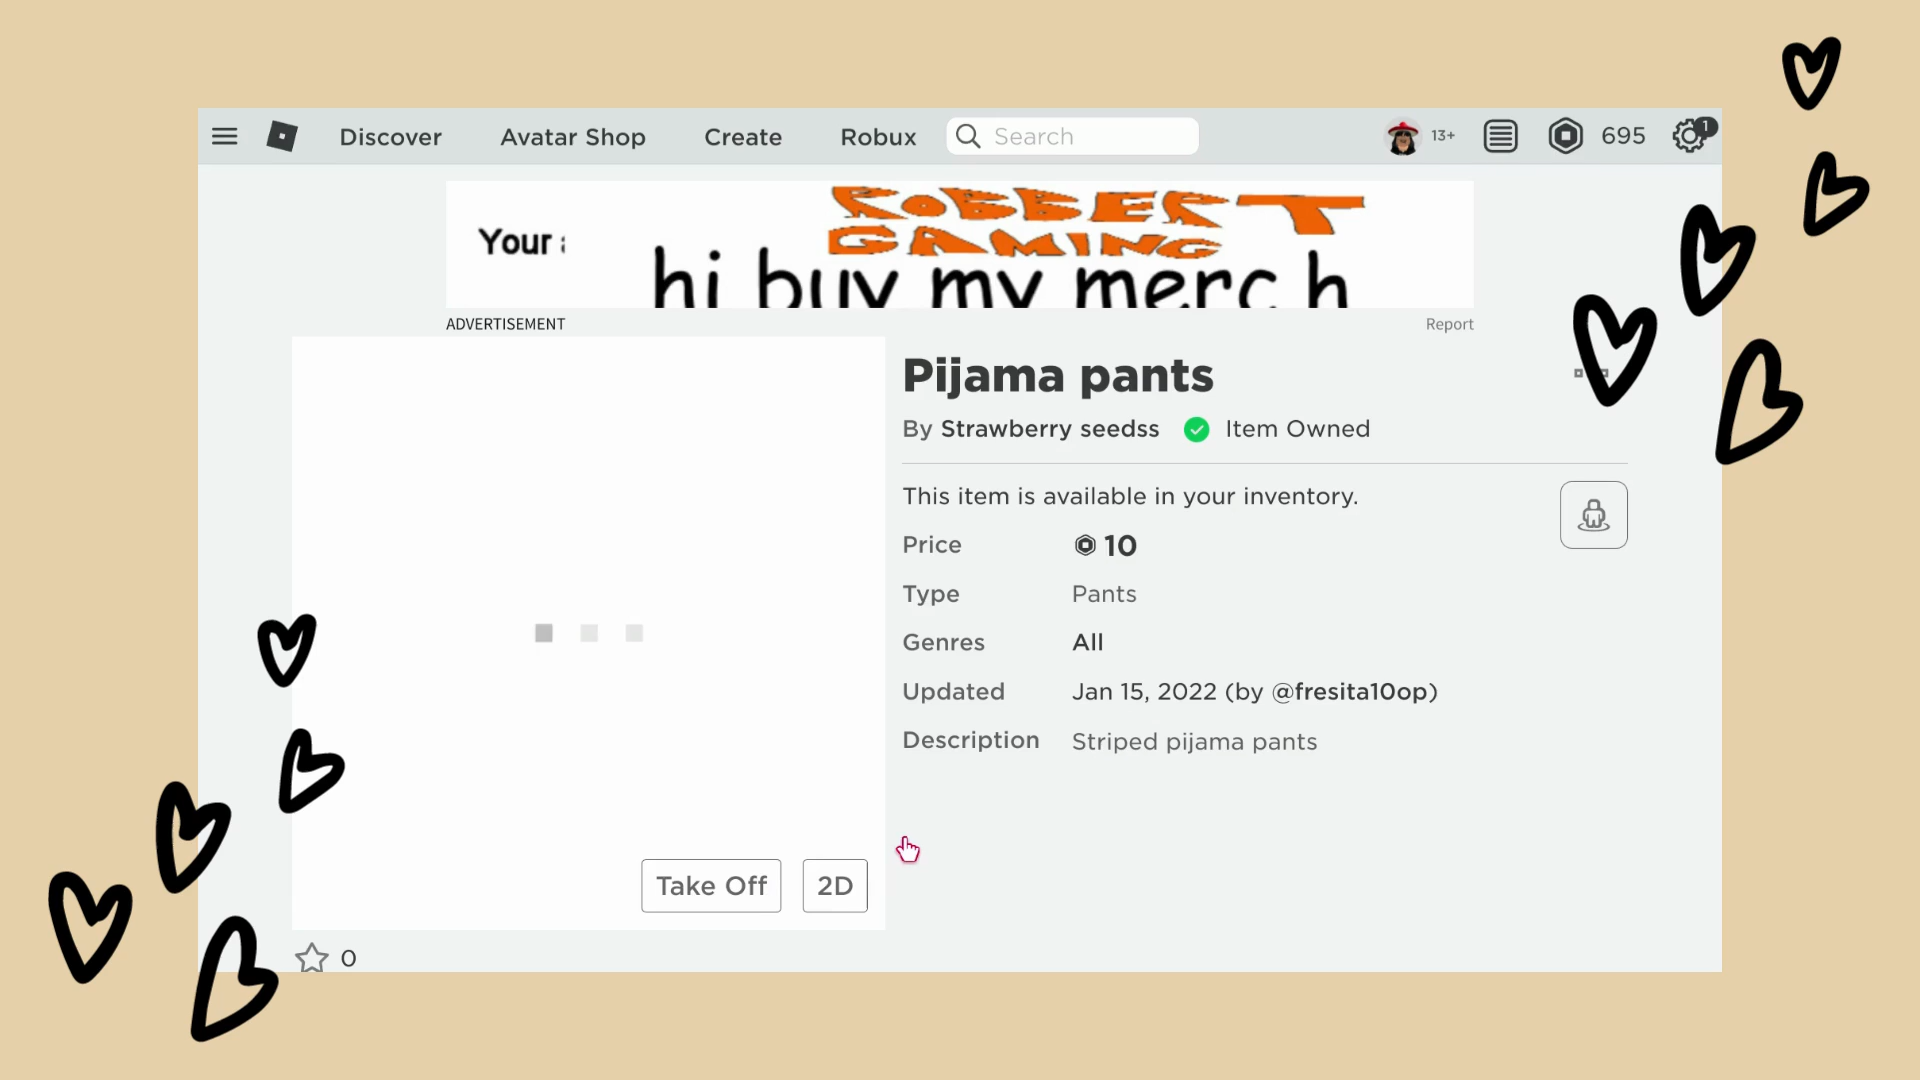 Discover Avatar Shop Create Robux Search 13+ 695 1
ROBBEST
GAMING
Your
hi buy my merch
ADVERTISEMENT Report
Pijama pants
By Strawberry seedss Item Owned
This item is available in your inventory.
Price 10
Type Pants
Genres All
Updated Jan 15, 2022 (by @fresita10op)
Description Striped pijama pants
Take Off 2D
0